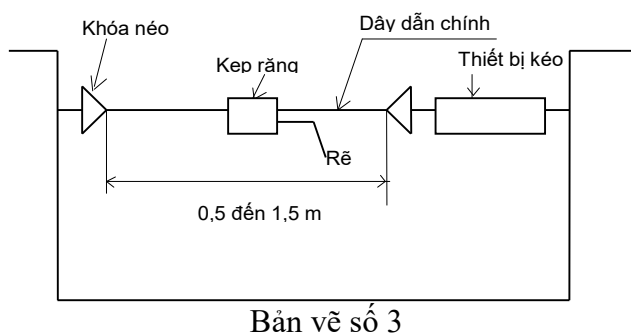 Khóa néo
Dây dẫn chính
Kẹp răng
Thiết bị kéo
Rẽ
0,5 đến 1,5 m
Bản vẽ số 3